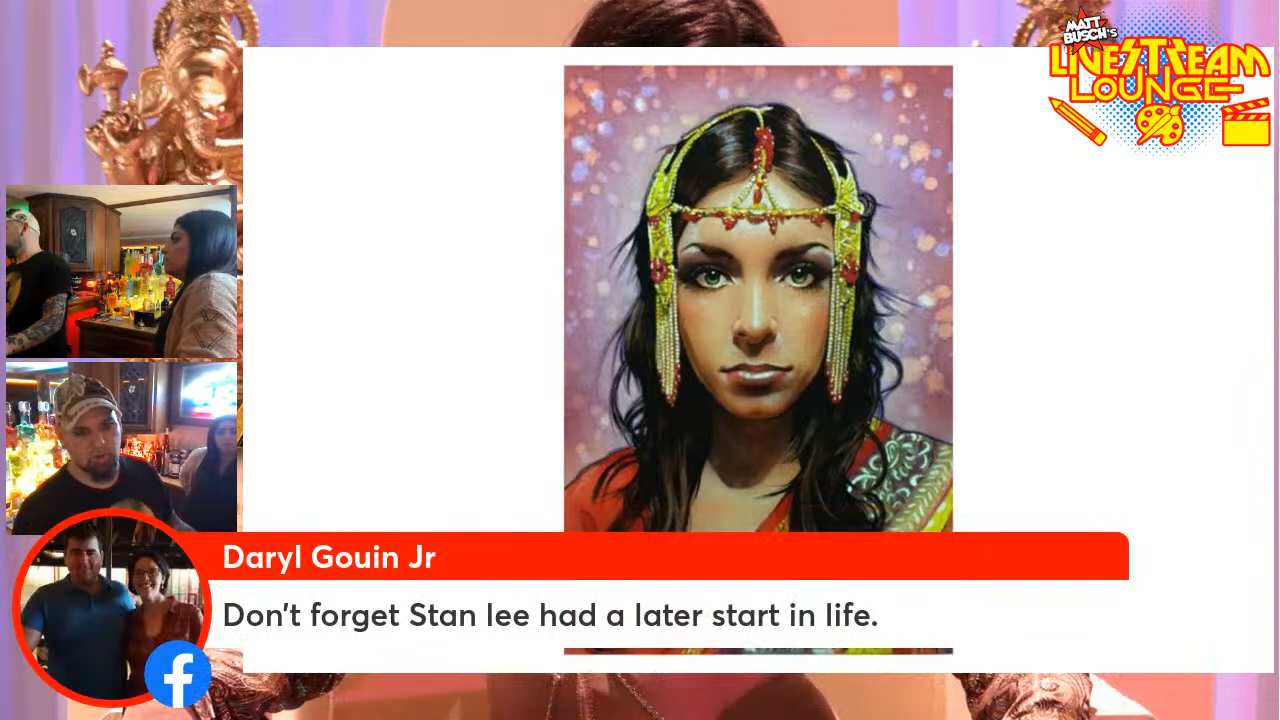 MATT
BUSCH's
LIVESTREAM
LOUNGE
Daryl Gouin Jr
Don't forget Stan lee had a later start in life.